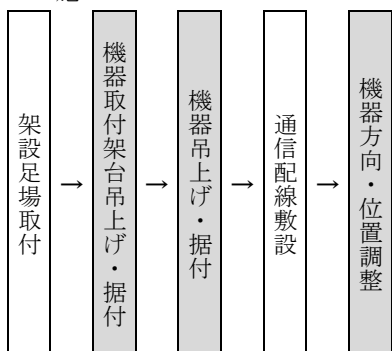 架設足場取付
→
機器取付架台吊上げ・据付
→
機器吊上げ・据付
→
通信配線敷設
→
機器方向・位置調整